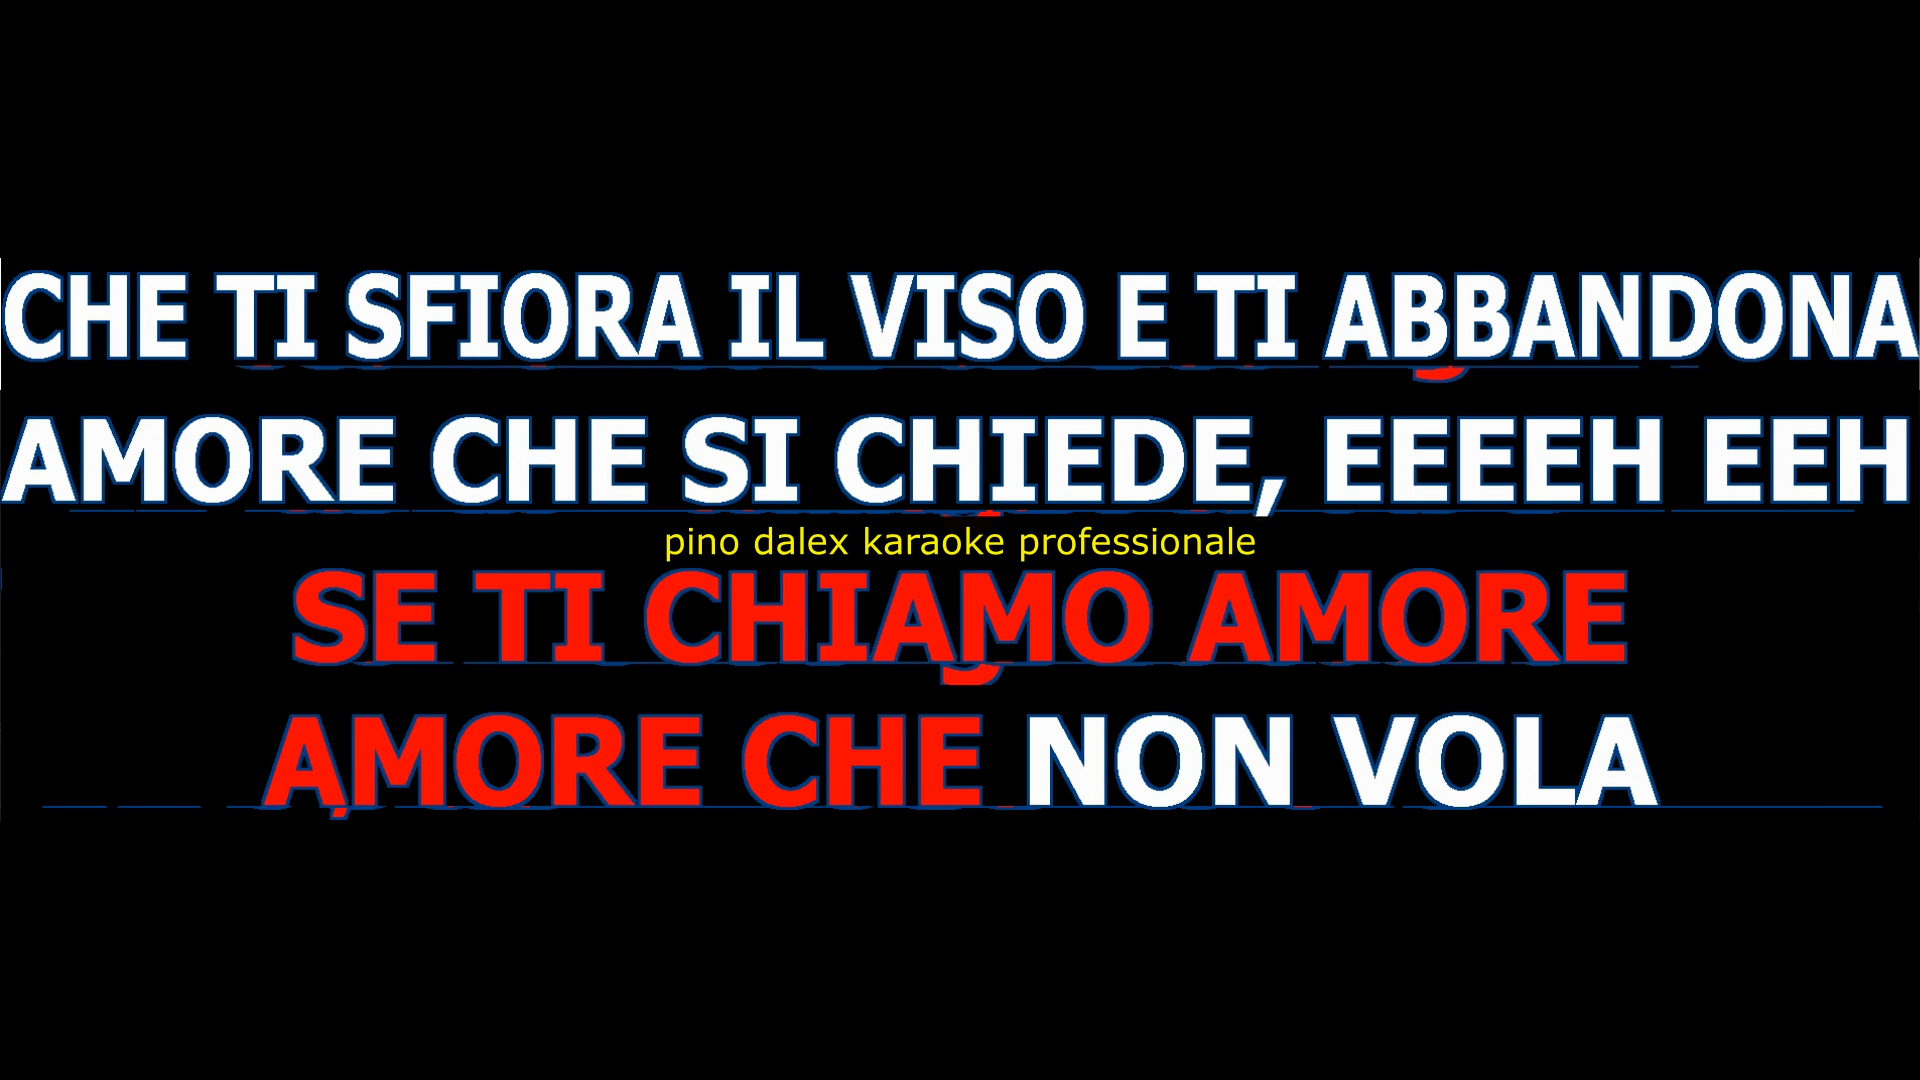 CHE TI SFIORA IL VISO E TI ABBANDONA
AMORE CHE SI CHIEDE, EEEEH EEH
pino dalex karaoke professionale
SE TI CHIAMO AMORE
AMORE CHE NON VOLA